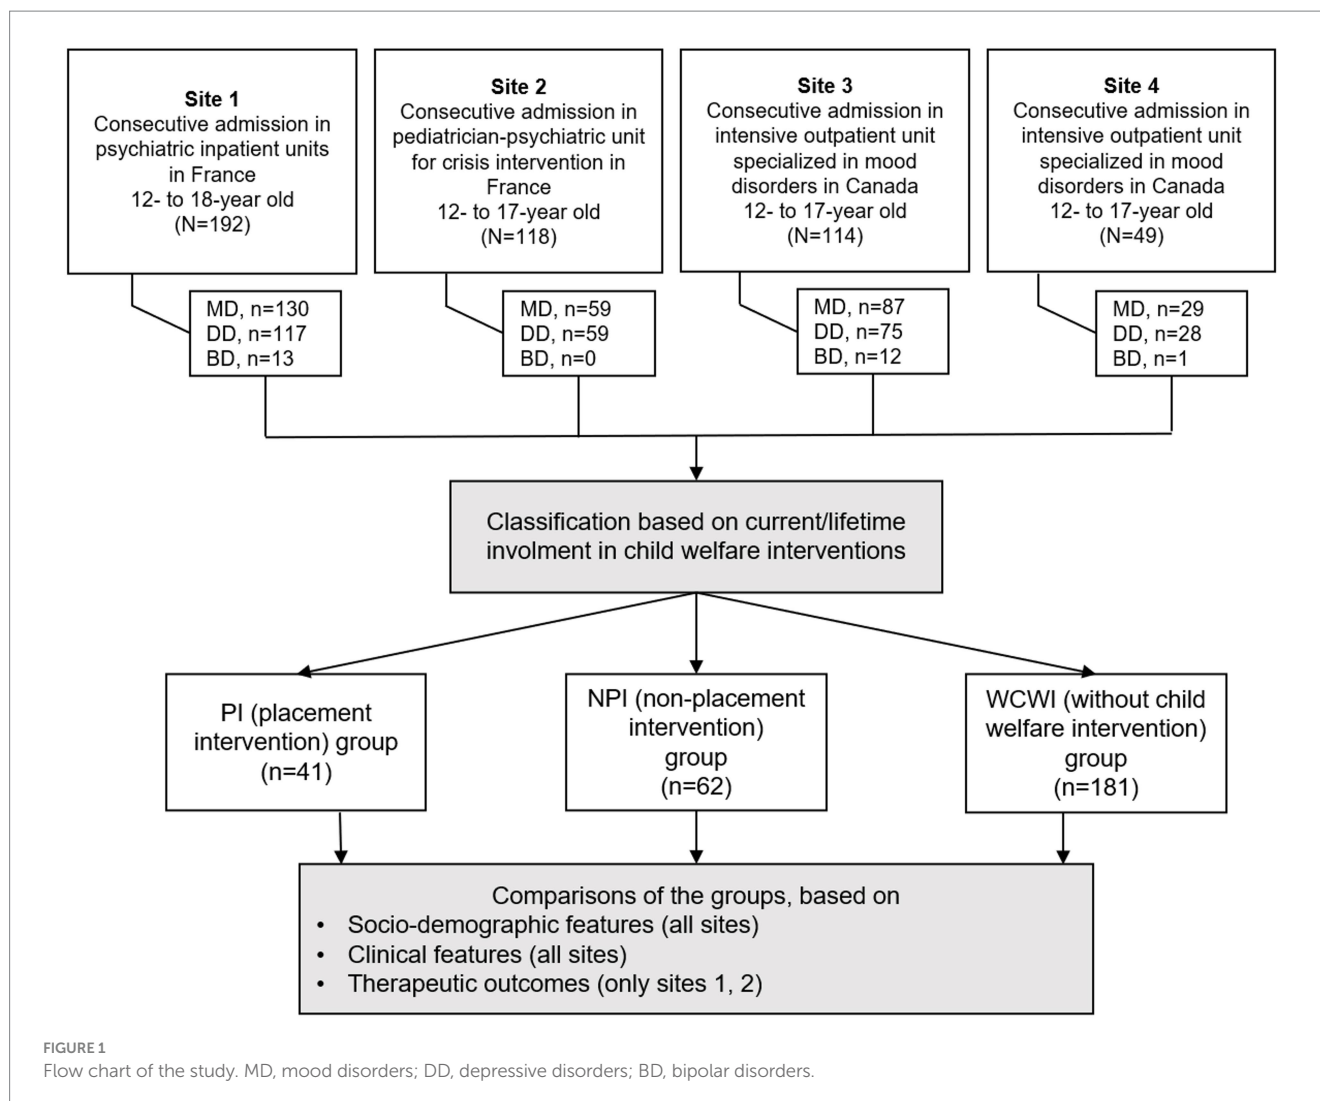 Site 1
Consecutive admission in
psychiatric inpatient units
in France
12- to 18-year old
(N=192)
Site 2
Consecutive admission in
pediatrician-psychiatric unit
for crisis intervention in
France
12- to 17-year old
(N=118)
Site 3
Consecutive admission in
intensive outpatient unit
specialized in mood
disorders in Canada
12- to 17-year old
(N=114)
Site 4
Consecutive admission in
intensive outpatient unit
specialized in mood
disorders in Canada
12- to 17-year old
(N=49)
MD, n=130
DD, n=117
BD, n=13
MD, n=59
DD, n=59
BD, n=0
MD, n=87
DD, n=75
BD, n=12
MD, n=29
DD, n=28
BD, n=1
Classification based on current/lifetime
involment in child welfare interventions
PI (placement
intervention) group
(n=41)
NPI (non-placement
intervention)
group
(n=62)
WCWI (without child
welfare intervention)
group
(n=181)
Comparisons of the groups, based on
• Socio-demographic features (all sites)
• Clinical features (all sites)
• Therapeutic outcomes (only sites 1, 2)
FIGURE 1
Flow chart of the study. MD, mood disorders; DD, depressive disorders; BD, bipolar disorders.